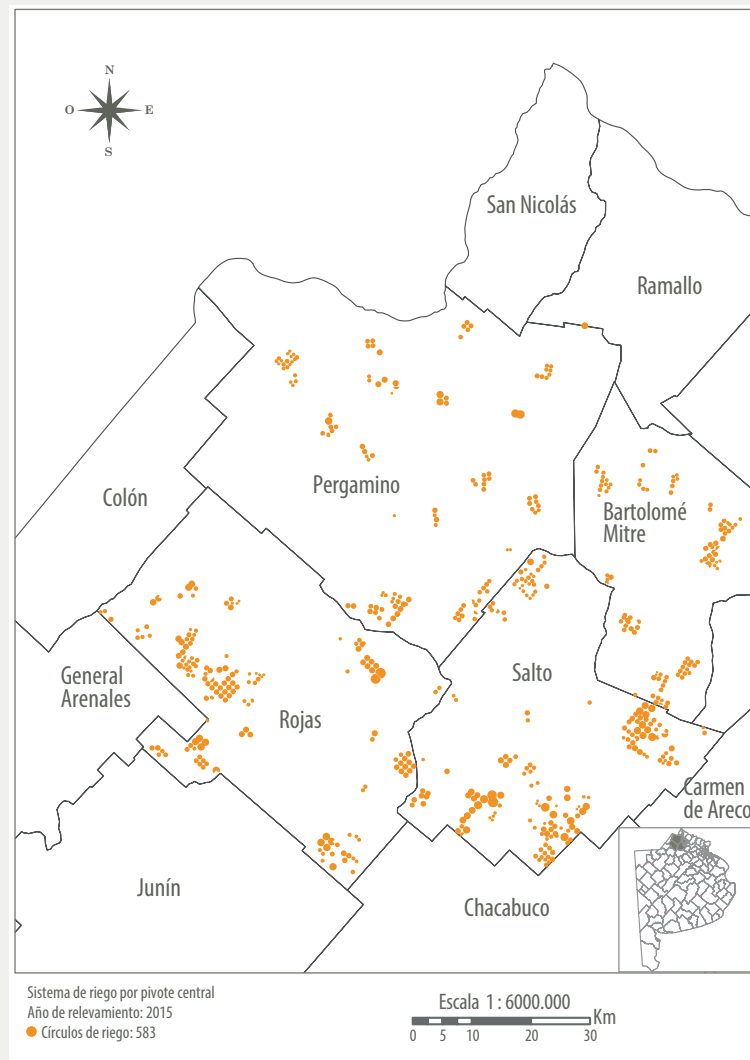 N
O
E
S
San Nicolás
Ramallo
Colón
Pergamino
Bartolomé
Mitre
General
Arenales
Salto
Rojas
Carmen
de Areco
Junín
Chacabuco
Sistema de riego por pivote central
Año de relevamiento: 2015
Círculos de riego: 583
Escala 1 : 6000.000
Km
0 5 10 20 30